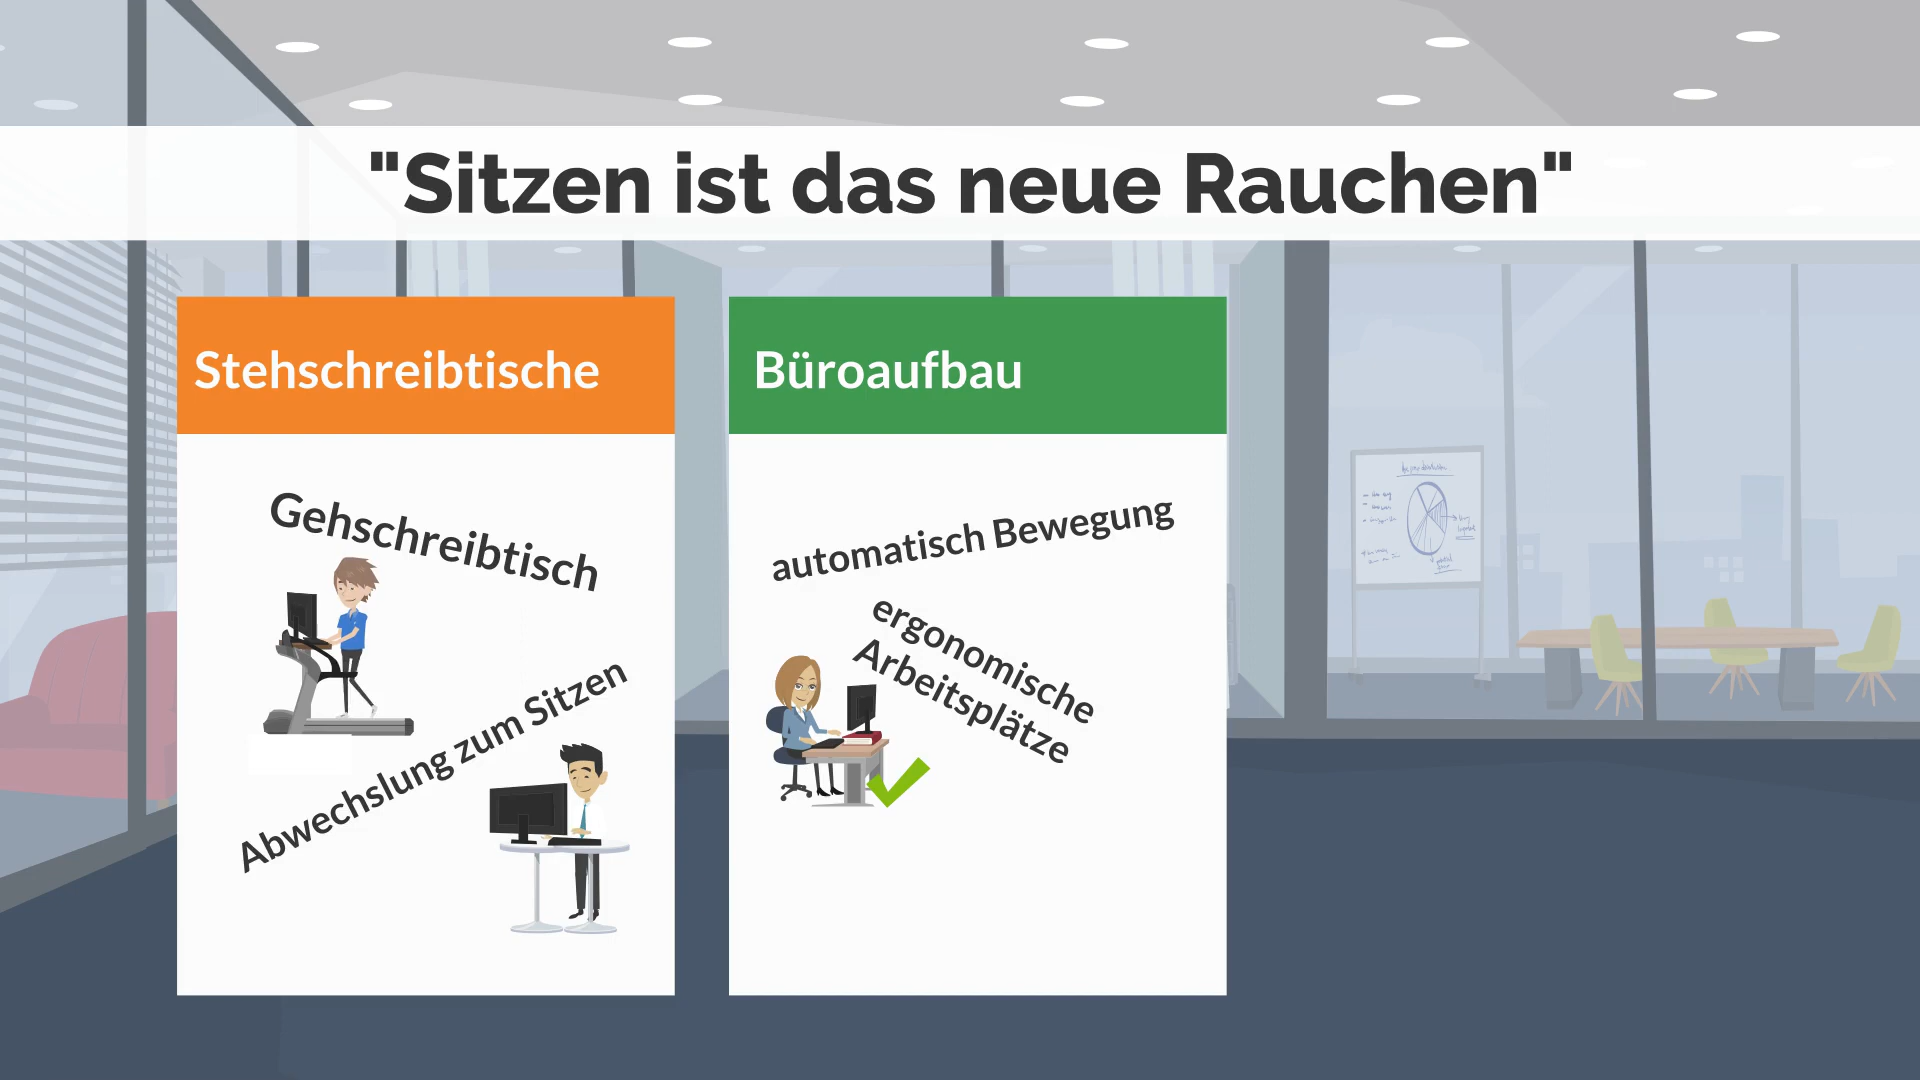 "Sitzen ist das neue Rauchen"
Stehschreibtische
Gehschreibtisch
Abwechslung zum Sitzen
Büroaufbau
automatisch Bewegung
ergonomische
Arbeitsplätze